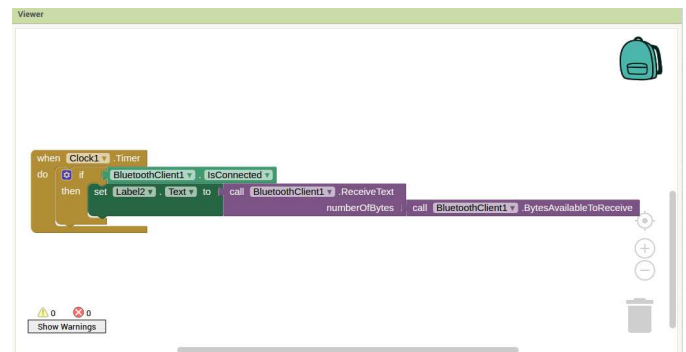 Viewer
when Clock1 .Timer
do if BluetoothClient1 . IsConnected
then set Label2 . Text to call BluetoothClient1 .ReceiveText
numberOfBytes call BluetoothClient1 .BytesAvailableToReceive
0 0
Show Warnings